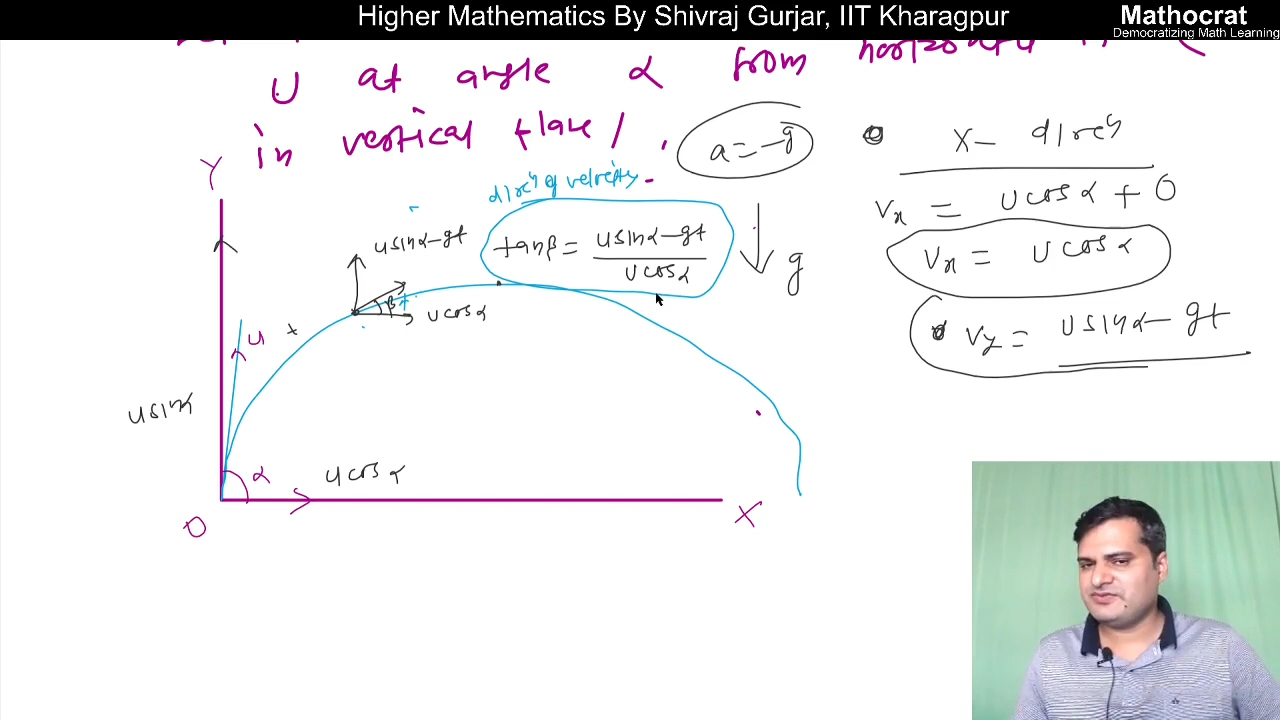 Higher Mathematics By Shivraj Gurjar, IIT Kharagpur
Mathocrat
Democratizing Math Learning
U at angle α from horizontal
in vertical plane / .
a = -g
X - direcⁿ
Vx = U cos α + 0
Vx = U cos α
Vy = U sin α - gt
Y
direcⁿ of velocity
tan β = U sin α - gt / U cos α
g
U sin α - gt
β
U cos α
u
U sin α
α
U cos α
O
X